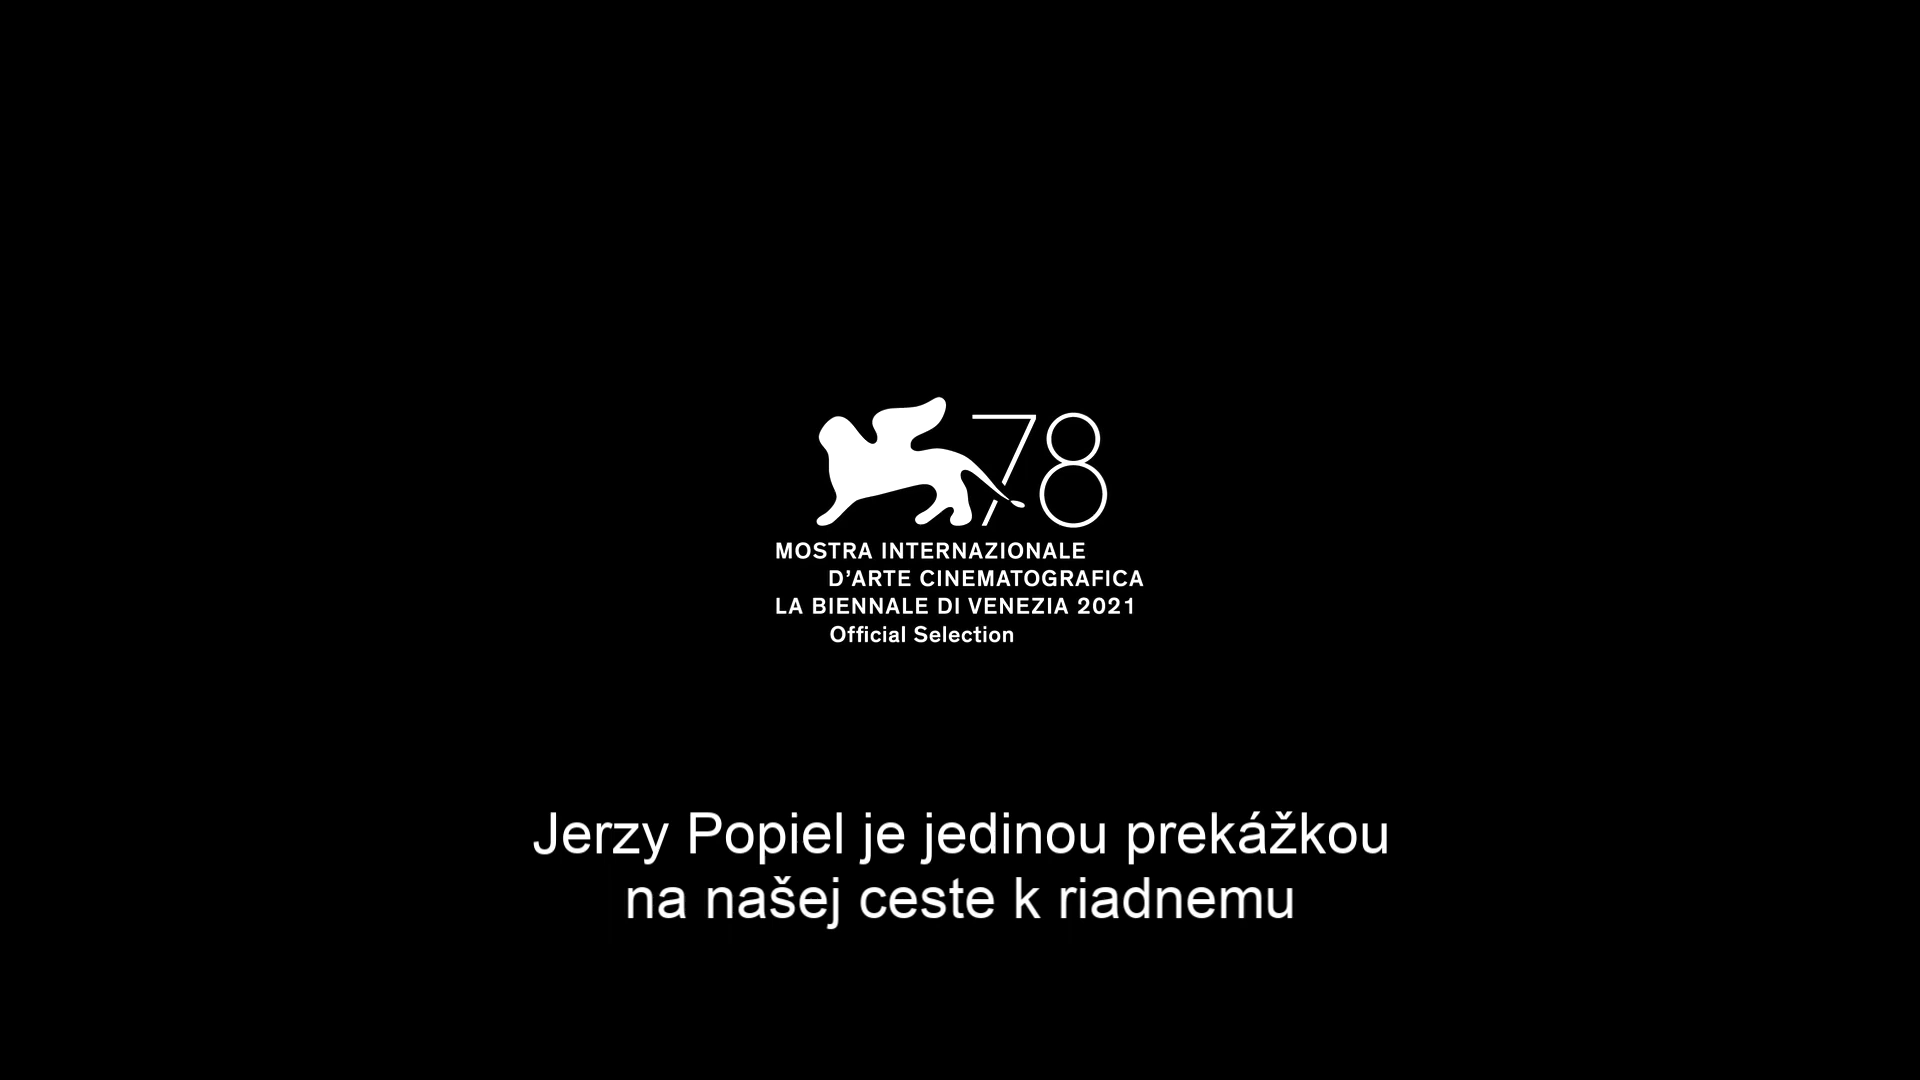 78
MOSTRA INTERNAZIONALE
D’ARTE CINEMATOGRAFICA
LA BIENNALE DI VENEZIA 2021
Official Selection
Jerzy Popiel je jedinou prekážkou
na našej ceste k riadnemu